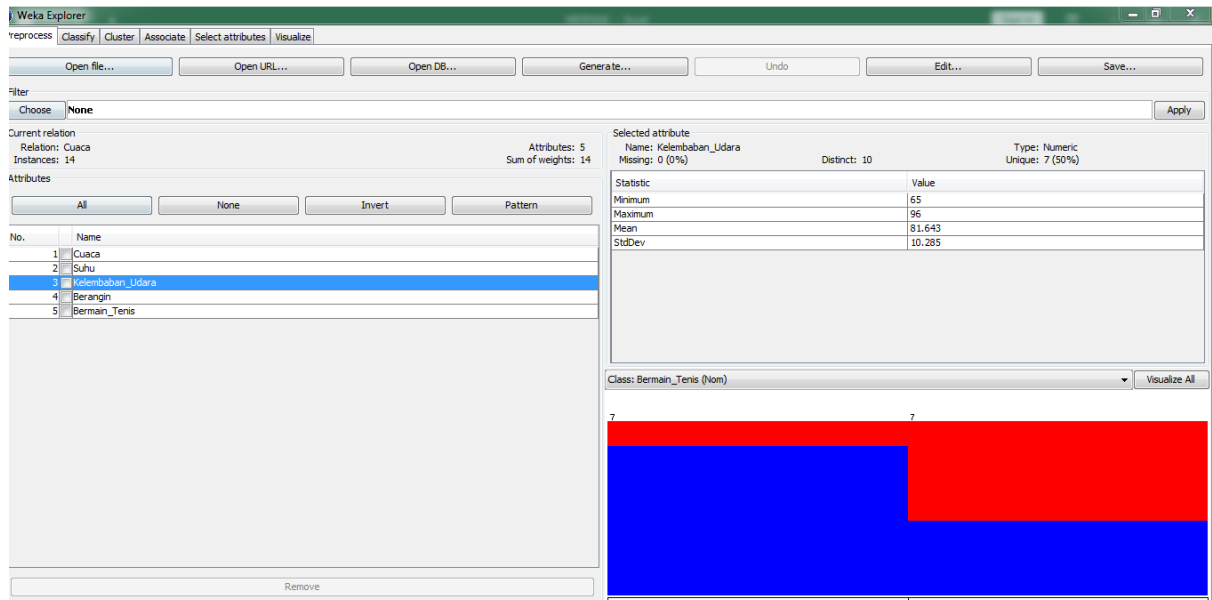 Weka Explorer
Preprocess Classify Cluster Associate Select attributes Visualize
Open file... Open URL... Open DB... Generate... Undo Edit... Save...
Filter
Choose None Apply
Current relation
Relation: Cuaca Attributes: 5
Instances: 14 Sum of weights: 14
Attributes
All None Invert Pattern
No. Name
1 Cuaca
2 Suhu
3 Kelembaban_Udara
4 Berangin
5 Bermain_Tenis
Remove
Selected attribute
Name: Kelembaban_Udara Type: Numeric
Missing: 0 (0%) Distinct: 10 Unique: 7 (50%)
Statistic Value
Minimum 65
Maximum 96
Mean 81.643
StdDev 10.285
Class: Bermain_Tenis (Nom) Visualize All
7 7